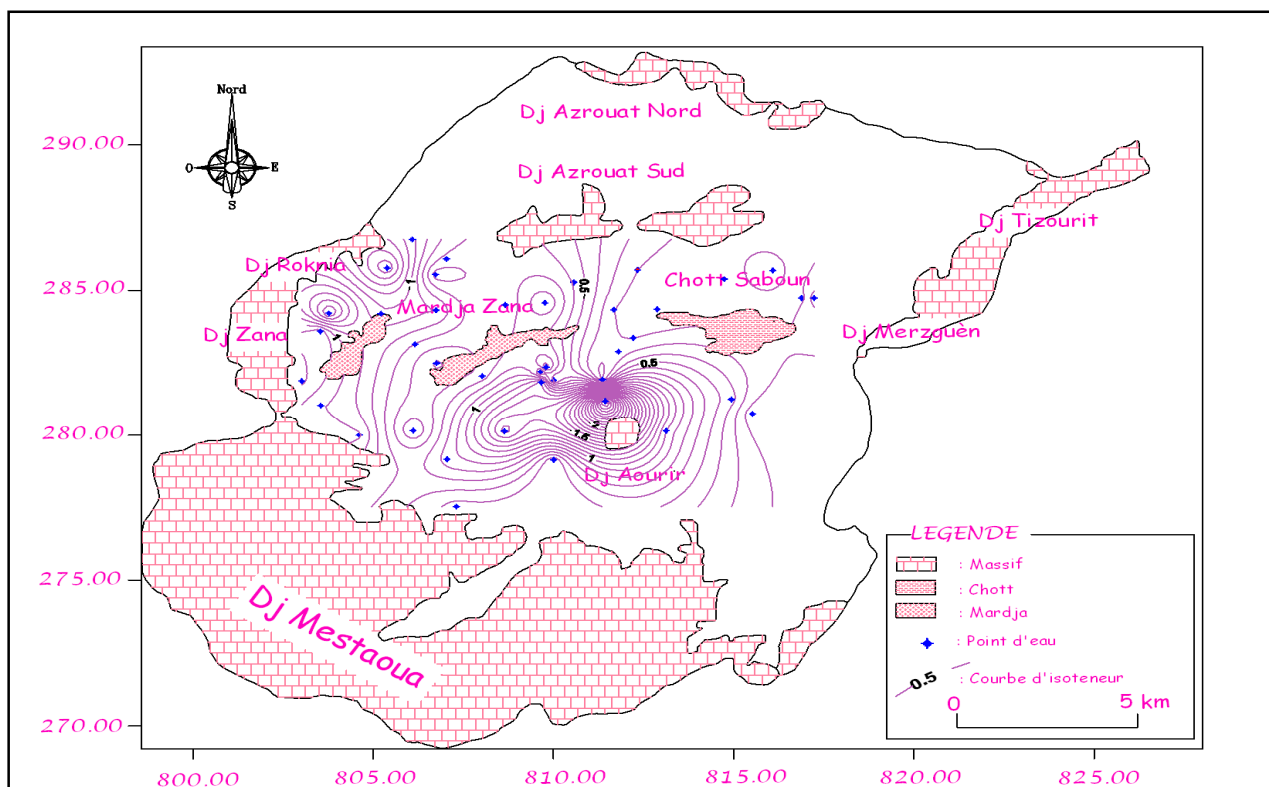 Nord
O
E
S
290.00
285.00
280.00
275.00
270.00
800.00
805.00
810.00
815.00
820.00
825.00
Dj Azrouat Nord
Dj Azrouat Sud
Dj Tizourit
Dj Roknia
Chott Saboun
Mardja Zana
Dj Zana
Dj Merzguen
Dj Aourir
Dj Mestaoua
1
0.5
1
0.5
1
2
1.5
1
LEGENDE
: Massif
: Chott
: Mardja
: Point d'eau
0.5
: Courbe d'isoteneur
0
5 km